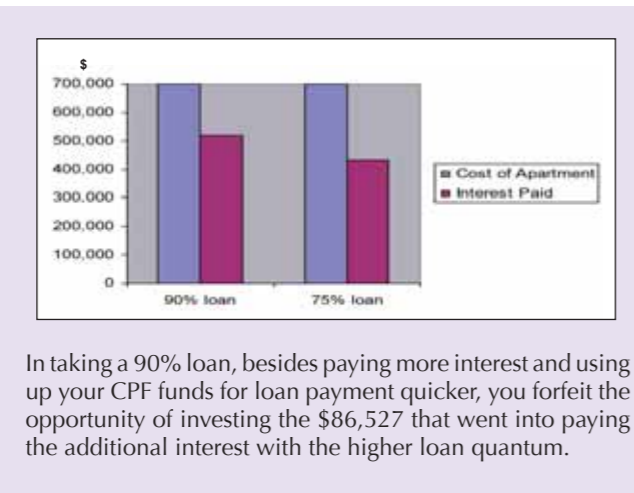 $
700,000
600,000
500,000
400,000
300,000
200,000
100,000
0
90% loan
75% loan
Cost of Apartment
Interest Paid
In taking a 90% loan, besides paying more interest and using
up your CPF funds for loan payment quicker, you forfeit the
opportunity of investing the $86,527 that went into paying
the additional interest with the higher loan quantum.